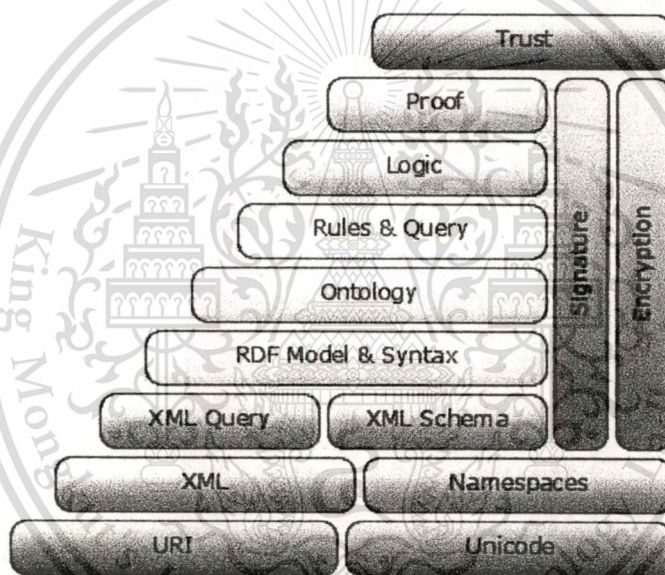 Trust
Proof
Logic
Rules & Query
Ontology
RDF Model & Syntax
Signature
Encryption
XML Query XML Schema
XML Namespaces
URI Unicode
King